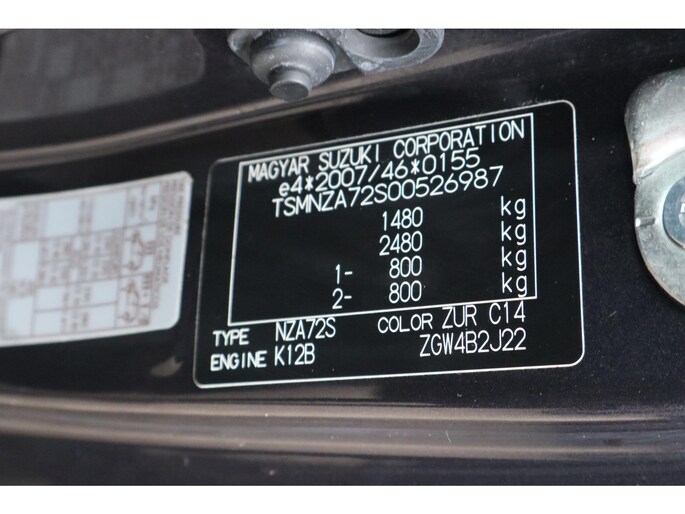 MAGYAR SUZUKI CORPORATION
e4*2007/46*0155
TSMNZA72S00526987
1480 kg
2480 kg
1- 800 kg
2- 800 kg
TYPE NZA72S COLOR ZUR C14
ENGINE K12B ZGW4B2J22